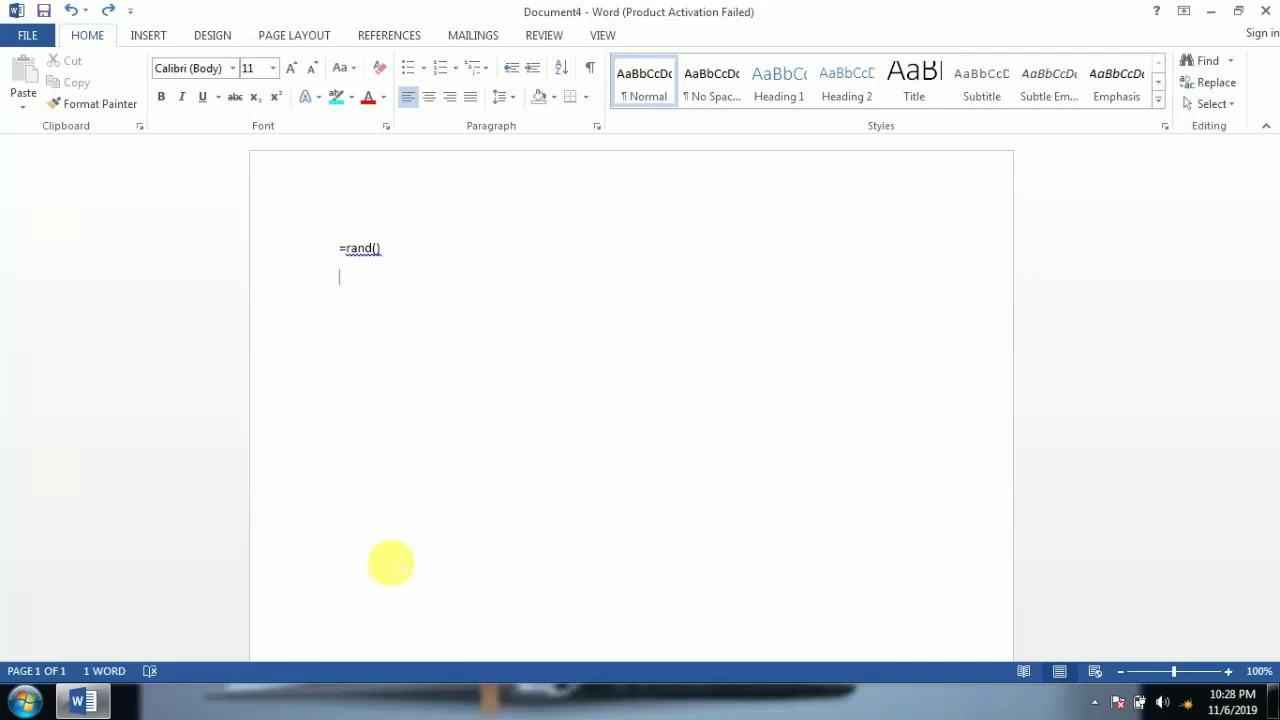 Document4 - Word (Product Activation Failed)
FILE HOME INSERT DESIGN PAGE LAYOUT REFERENCES MAILINGS REVIEW VIEW Sign in
Paste
Cut
Copy
Format Painter
Clipboard
Calibri (Body) 11
Font
Paragraph
AaBbCcDc AaBbCcDc AaBbCc AaBbCcD AaBl AaBbCcD AaBbCcDc AaBbCcDc
¶ Normal ¶ No Spac... Heading 1 Heading 2 Title Subtitle Subtle Em... Emphasis
Styles
Find
Replace
Select
Editing
=rand()
PAGE 1 OF 1 1 WORD 100%
10:28 PM
11/6/2019